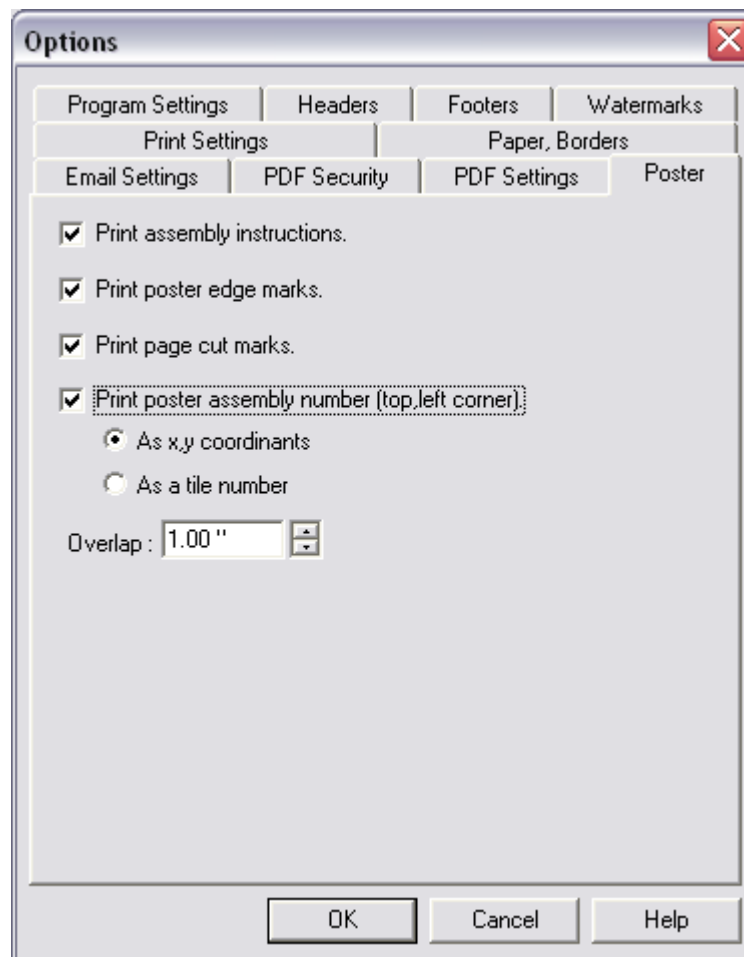 Options
Program Settings Headers Footers Watermarks
Print Settings Paper, Borders
Email Settings PDF Security PDF Settings Poster
Print assembly instructions.
Print poster edge marks.
Print page cut marks.
Print poster assembly number (top,left corner).
As x,y coordinants
As a tile number
Overlap : 1.00 "
OK Cancel Help